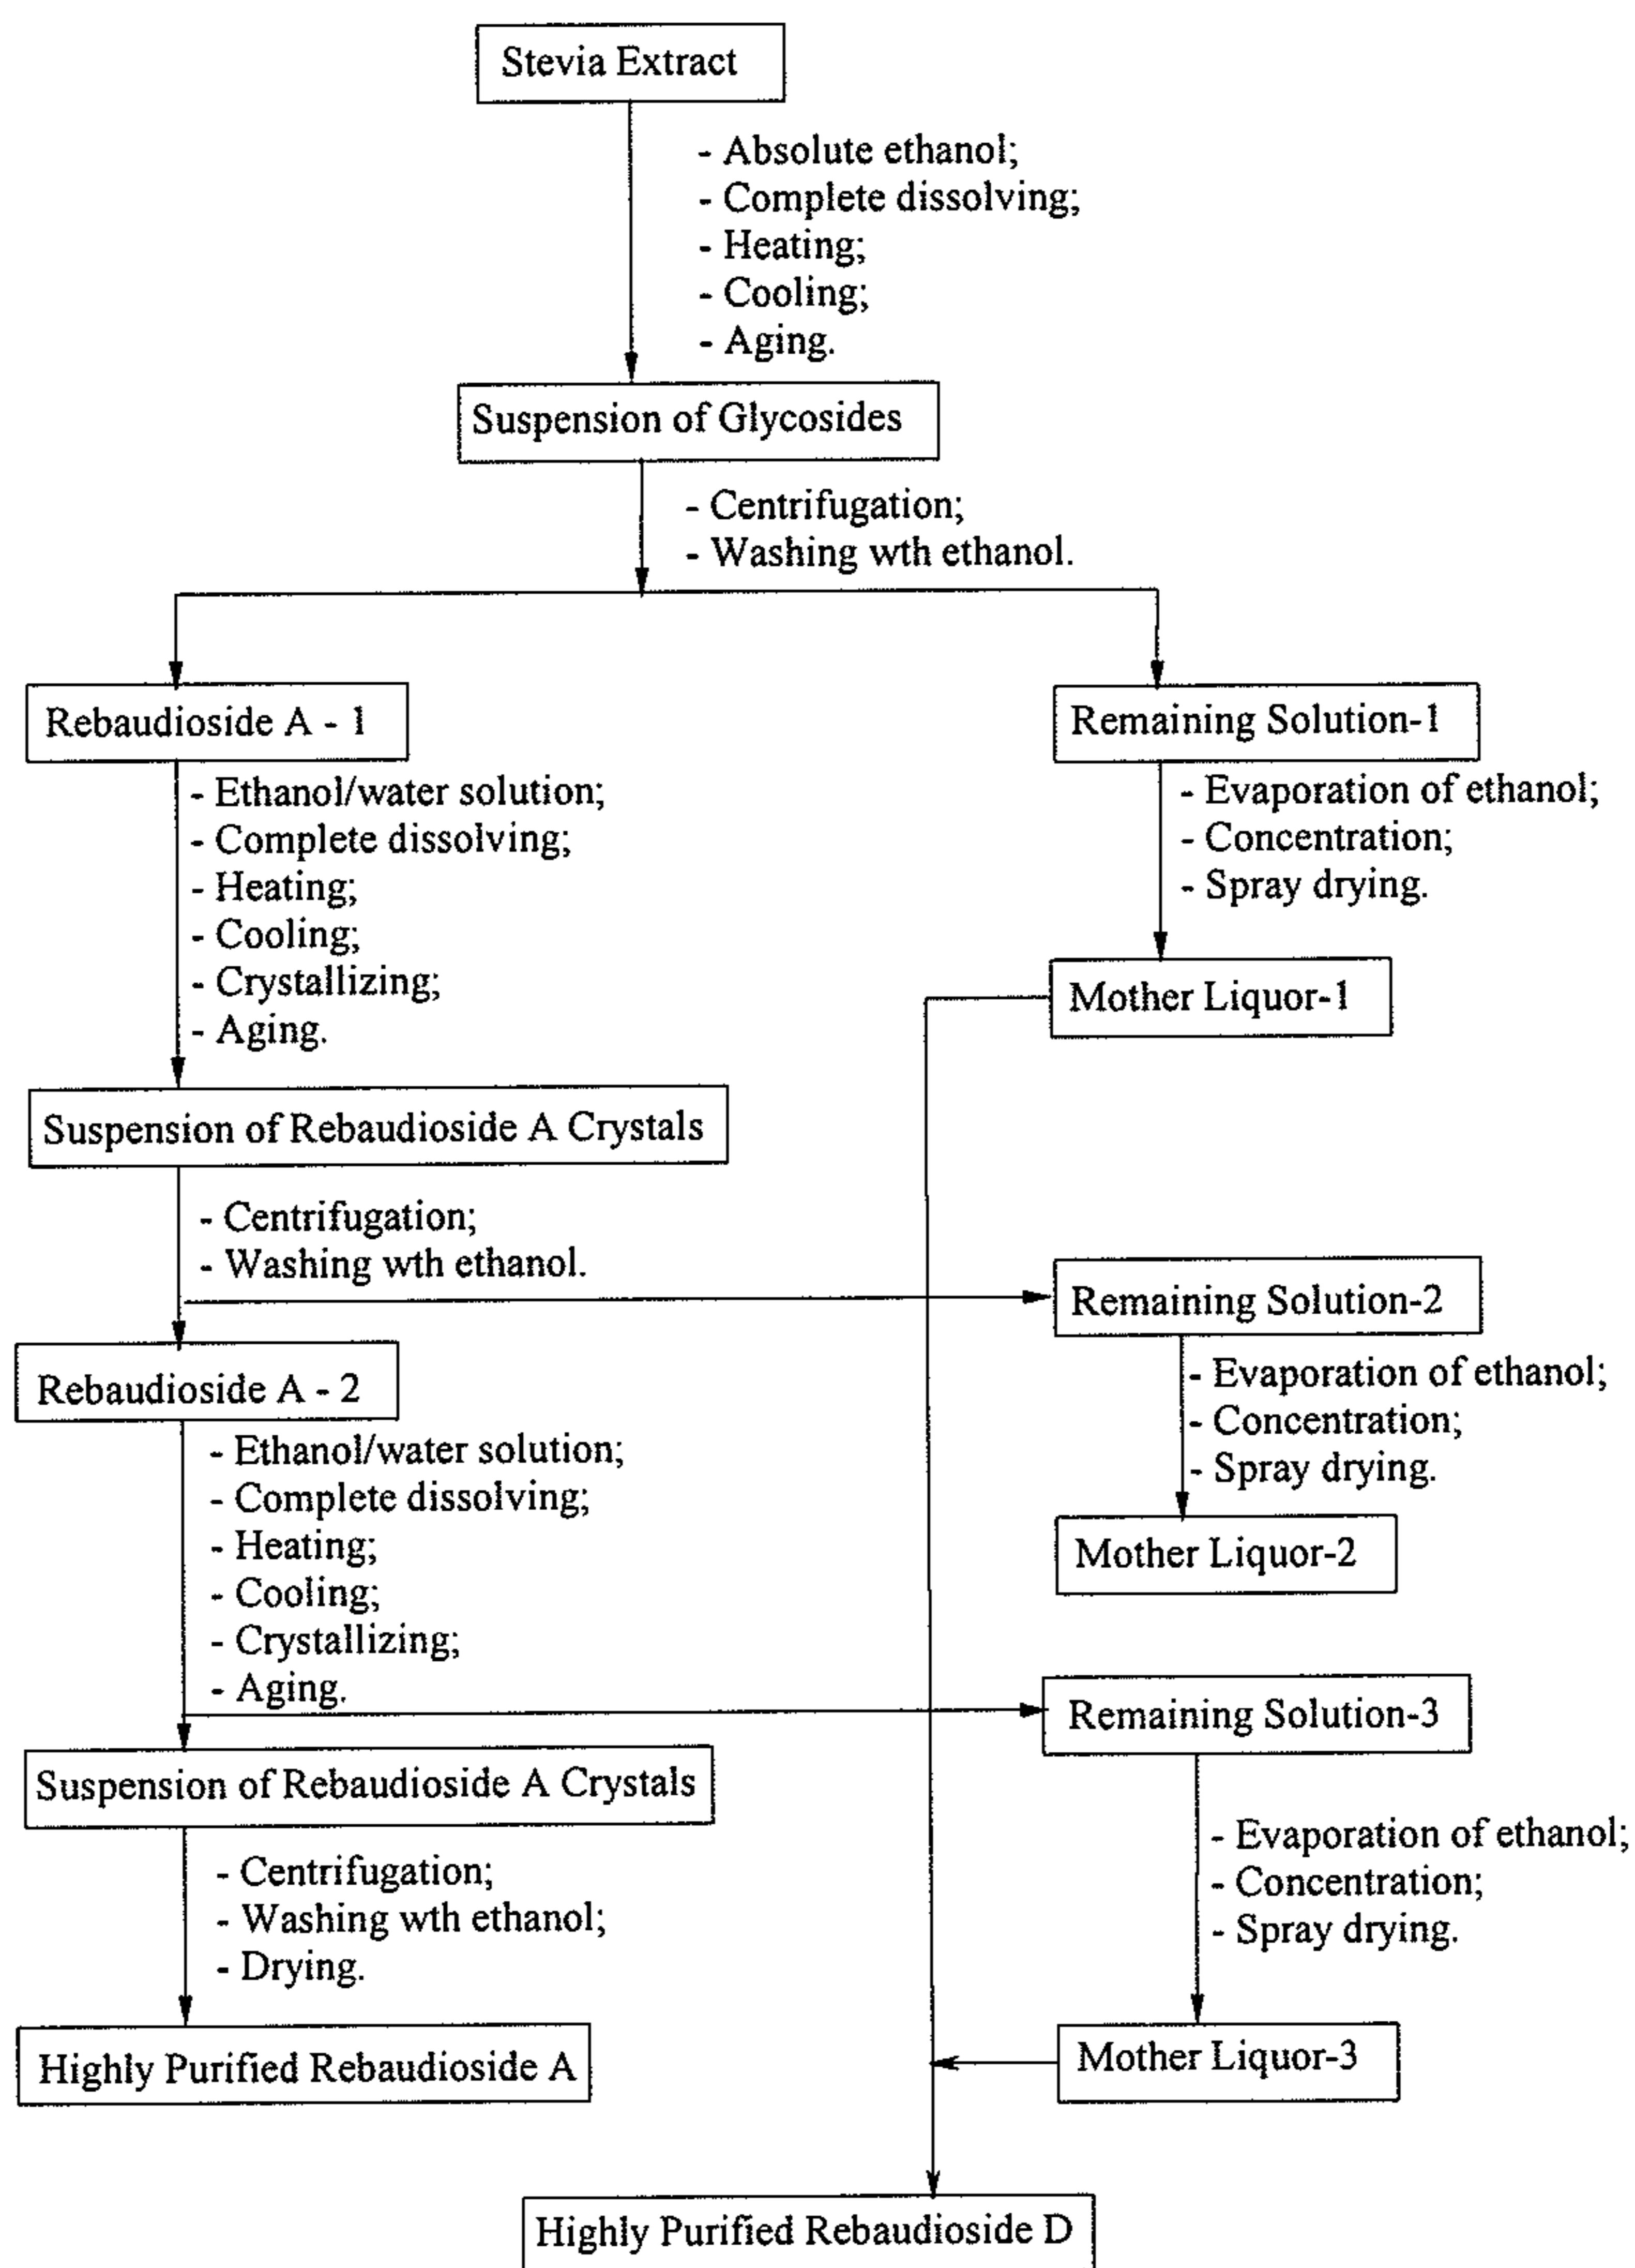 Stevia Extract
- Absolute ethanol;
- Complete dissolving;
- Heating;
- Cooling;
- Aging.
Suspension of Glycosides
- Centrifugation;
- Washing wth ethanol.
Rebaudioside A - 1
- Ethanol/water solution;
- Complete dissolving;
- Heating;
- Cooling;
- Crystallizing;
- Aging.
Remaining Solution-1
- Evaporation of ethanol;
- Concentration;
- Spray drying.
Mother Liquor-1
Suspension of Rebaudioside A Crystals
- Centrifugation;
- Washing wth ethanol.
Remaining Solution-2
- Evaporation of ethanol;
- Concentration;
- Spray drying.
Mother Liquor-2
Rebaudioside A - 2
- Ethanol/water solution;
- Complete dissolving;
- Heating;
- Cooling;
- Crystallizing;
- Aging.
Remaining Solution-3
- Evaporation of ethanol;
- Concentration;
- Spray drying.
Mother Liquor-3
Suspension of Rebaudioside A Crystals
- Centrifugation;
- Washing wth ethanol;
- Drying.
Highly Purified Rebaudioside A
Highly Purified Rebaudioside D